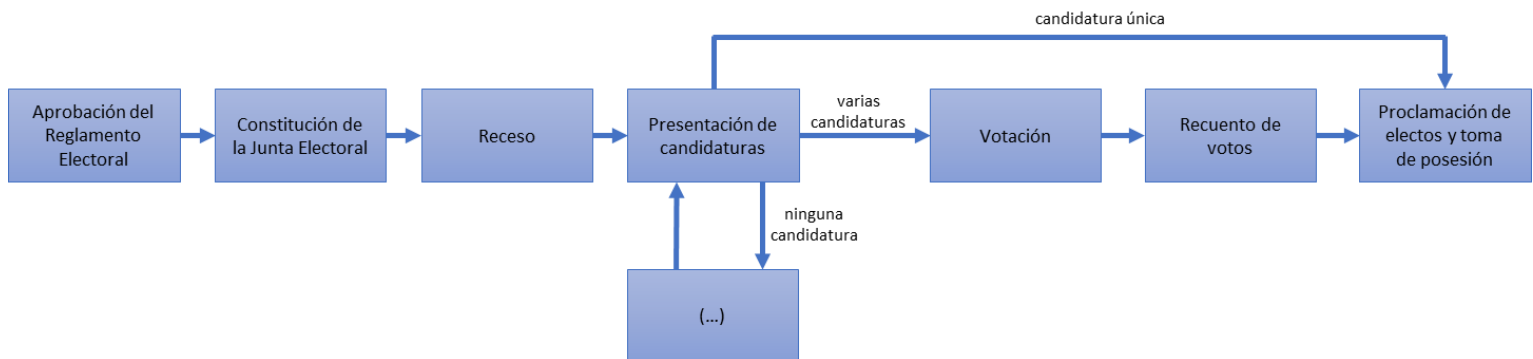 candidatura única
Aprobación del
Reglamento
Electoral
Constitución de
la Junta Electoral
Receso
Presentación de
candidaturas
varias
candidaturas
Votación
Recuento de
votos
Proclamación de
electos y toma
de posesión
ninguna
candidatura
(...)